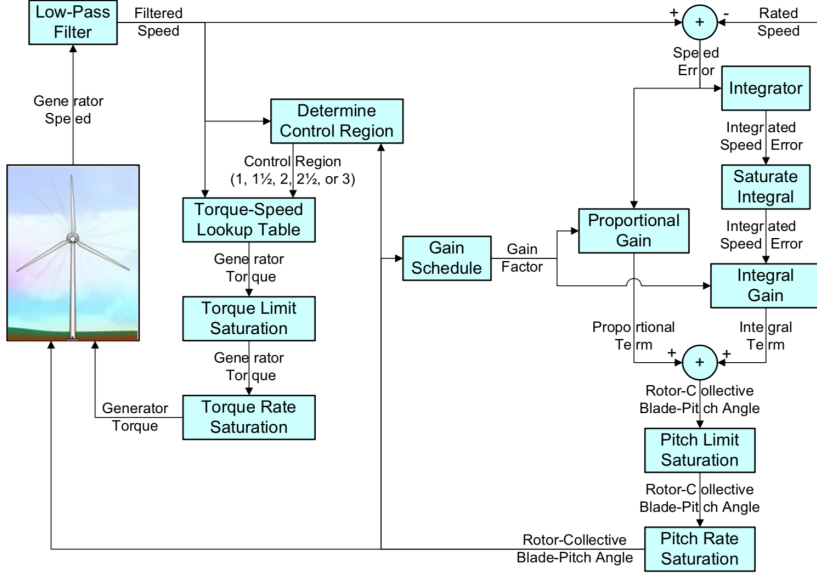 Low-Pass
Filter
Filtered
Speed
+
+
-
Rated
Speed
Speed
Error
Generator
Speed
Determine
Control Region
Integrator
Integrated
Speed Error
Control Region
(1, 1½, 2, 2½, or 3)
Saturate
Integral
Torque-Speed
Lookup Table
Proportional
Gain
Integrated
Speed Error
Gain
Schedule
Gain
Factor
Generator
Torque
Integral
Gain
Torque Limit
Saturation
Proportional
Term
Integral
Term
Generator
Torque
+
+
+
Rotor-Collective
Blade-Pitch Angle
Generator
Torque
Torque Rate
Saturation
Pitch Limit
Saturation
Rotor-Collective
Blade-Pitch Angle
Rotor-Collective
Blade-Pitch Angle
Pitch Rate
Saturation